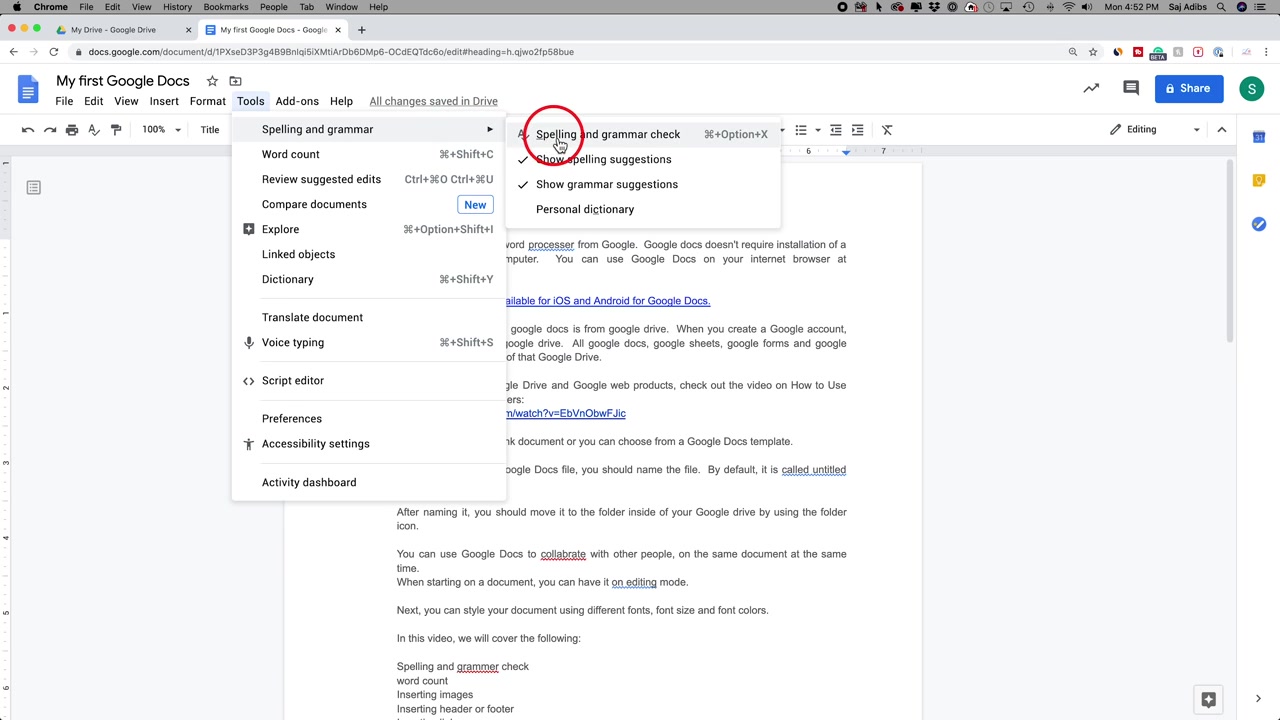 Chrome File Edit View History Bookmarks People Tab Window Help Mon 4:52 PM Saj Adibs
My Drive - Google Drive My first Google Docs - Google
docs.google.com/document/d/1PXseD3P3g4B9BnIqi5iXMtiArDb6DMp6-OCdEQTdc6o/edit#heading=h.qjwo2fp58bue
BETA
My first Google Docs
File Edit View Insert Format Tools Add-ons Help All changes saved in Drive
Share
S
100% Title
Editing
31
6 7
Spelling and grammar
Word count ⌘+Shift+C
Review suggested edits Ctrl+⌘O Ctrl+⌘U
Compare documents New
Explore ⌘+Option+Shift+I
Linked objects
Dictionary ⌘+Shift+Y
Translate document
Voice typing ⌘+Shift+S
Script editor
Preferences
Accessibility settings
Activity dashboard
Spelling and grammar check ⌘+Option+X
Show spelling suggestions
Show grammar suggestions
Personal dictionary
word processer from Google. Google docs doesn't require installation of a
mputer. You can use Google Docs on your internet browser at
ailable for iOS and Android for Google Docs.
google docs is from google drive. When you create a Google account,
google drive. All google docs, google sheets, google forms and google
of that Google Drive.
gle Drive and Google web products, check out the video on How to Use
ers:
m/watch?v=EbVnObwFJic
nk document or you can choose from a Google Docs template.
oogle Docs file, you should name the file. By default, it is called untitled
After naming it, you should move it to the folder inside of your Google drive by using the folder
icon.
You can use Google Docs to collabrate with other people, on the same document at the same
time.
When starting on a document, you can have it on editing mode.
Next, you can style your document using different fonts, font size and font colors.
In this video, we will cover the following:
Spelling and grammer check
word count
Inserting images
Inserting header or footer
1
2
3
4
5
6